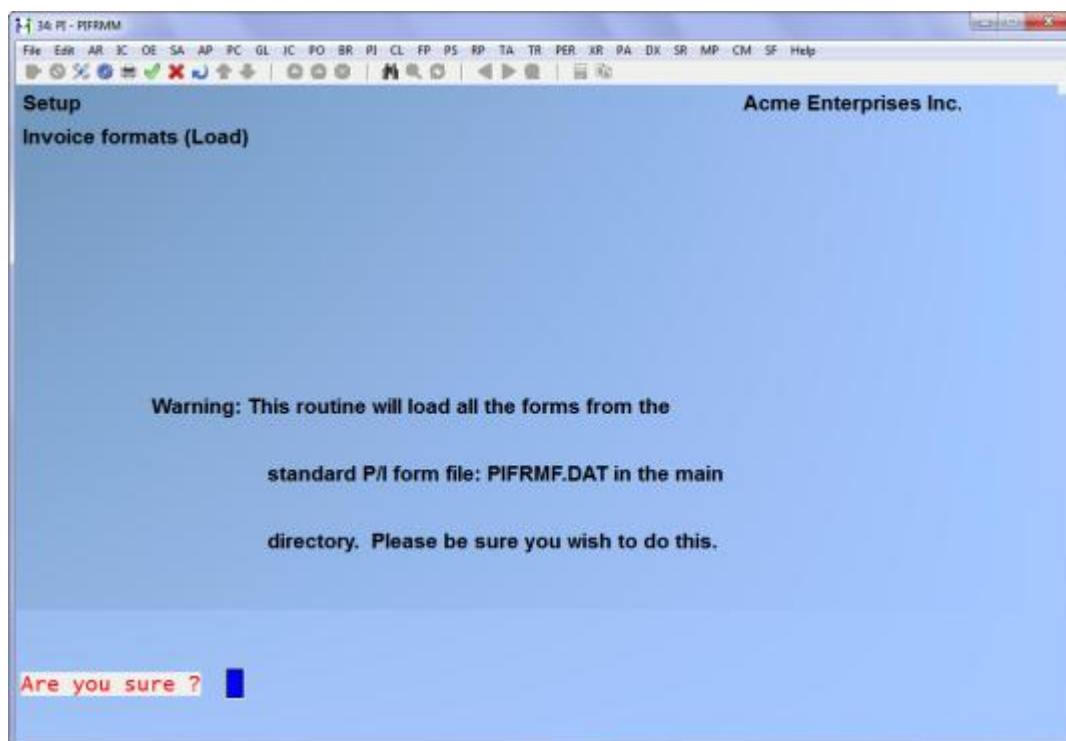 34: PI - PIFRMM
File Edit AR IC OE SA AP PC GL JC PO BR PJ CL FP PS RP TA TR PER XR PA DX SR MP CM SF Help
Setup Acme Enterprises Inc.
Invoice formats (Load)
Warning: This routine will load all the forms from the
standard P/I form file: PIFRMF.DAT in the main
directory. Please be sure you wish to do this.
Are you sure ?